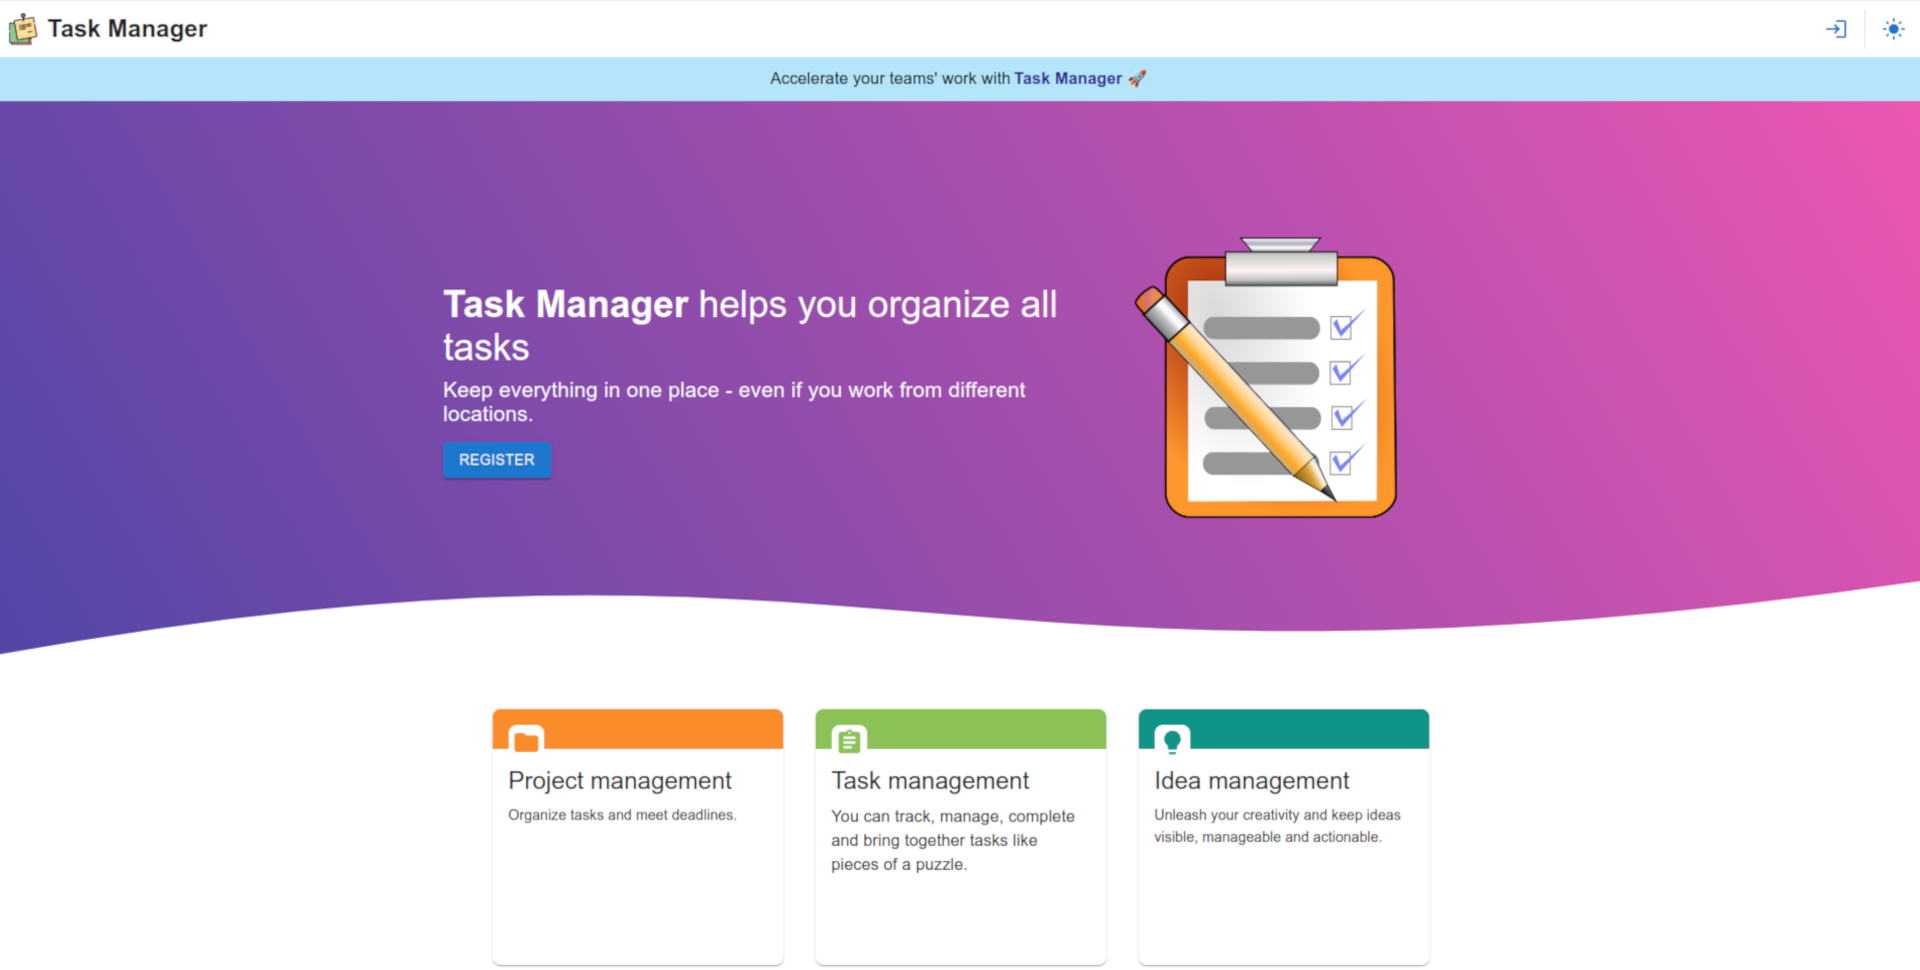 Task Manager
Accelerate your teams' work with Task Manager 🚀
Task Manager helps you organize all
tasks
Keep everything in one place - even if you work from different
locations.
REGISTER
Project management
Organize tasks and meet deadlines.
Task management
You can track, manage, complete
and bring together tasks like
pieces of a puzzle.
Idea management
Unleash your creativity and keep ideas
visible, manageable and actionable.